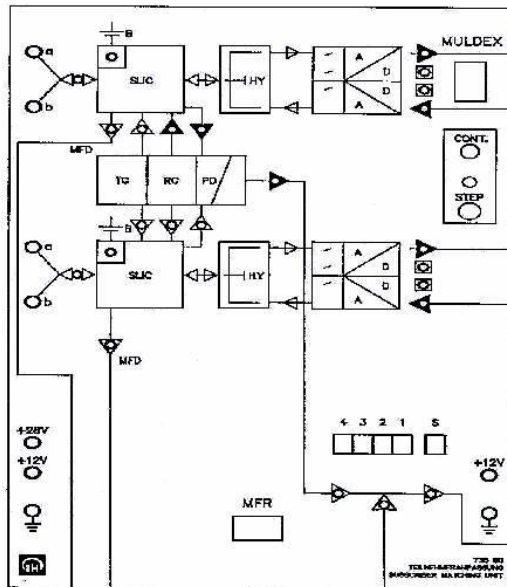 a
B
SLIC
HY
A
D
D
A
MULDEX
b
MFD
CONT.
STEP
TG
RG
PD
B
a
SLIC
HY
A
D
D
A
b
MFD
+28V
+12V
4 3 2 1 S
+12V
MFR
TEILNEHMERANPASSUNG
SUBSCRIBER MATCHING UNIT